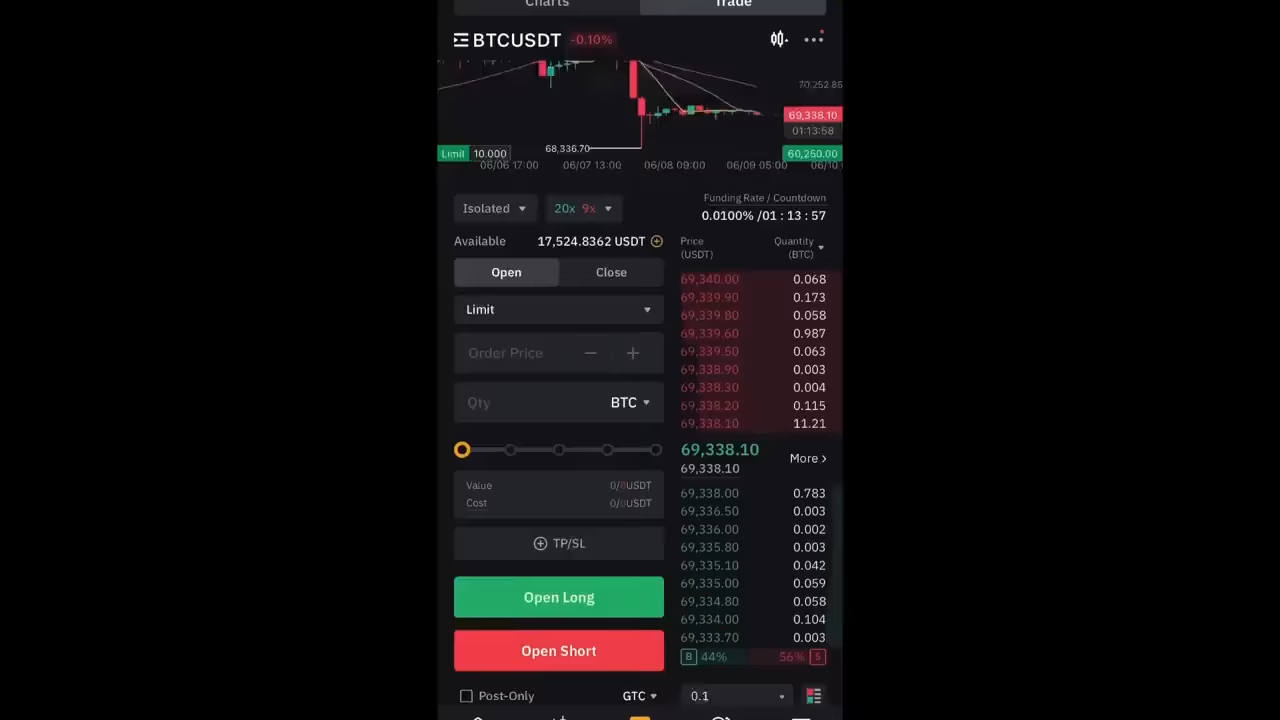 Charts Trade
BTCUSDT -0.10%
70,252.85
69,338.10
01:13:58
68,336.70
Limit 10.000 60,250.00
06/06 17:00 06/07 13:00 06/08 09:00 06/09 05:00 06/10
Isolated 20x 9x
Funding Rate / Countdown
0.0100% /01 : 13 : 57
Available 17,524.8362 USDT
Open Close
Limit
Order Price
Qty BTC
Value 0/0USDT
Cost 0/0USDT
TP/SL
Open Long
Open Short
Post-Only GTC
Price Quantity
(USDT) (BTC)
69,340.00 0.068
69,339.90 0.173
69,339.80 0.058
69,339.60 0.987
69,339.50 0.063
69,338.90 0.003
69,338.30 0.004
69,338.20 0.115
69,338.10 11.21
69,338.10
69,338.10
More
69,338.00 0.783
69,336.50 0.003
69,336.00 0.002
69,335.80 0.003
69,335.10 0.042
69,335.00 0.059
69,334.80 0.058
69,334.00 0.104
69,333.70 0.003
B 44% 56% S
0.1